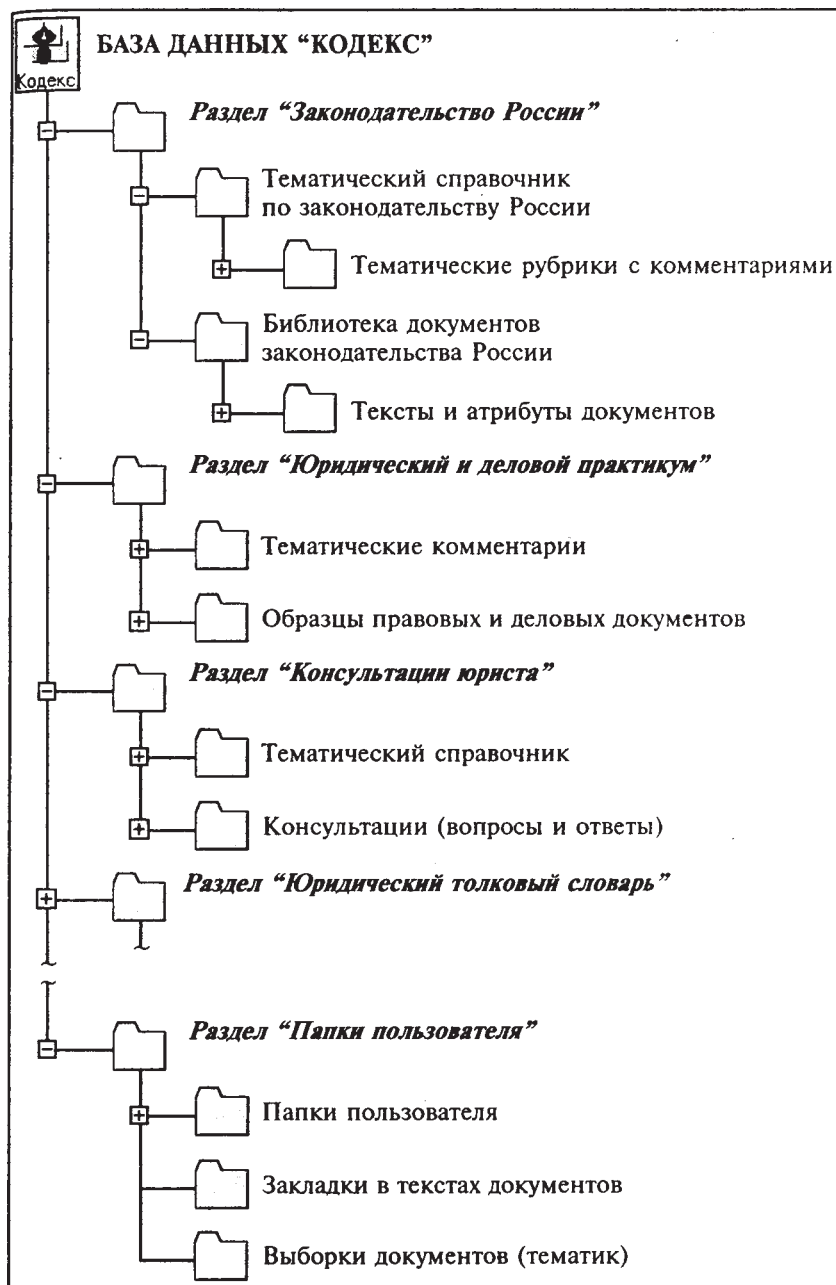 БАЗА ДАННЫХ “КОДЕКС”
Кодекс
Раздел “Законодательство России”
Тематический справочник
по законодательству России
Тематические рубрики с комментариями
Библиотека документов
законодательства России
Тексты и атрибуты документов
Раздел “Юридический и деловой практикум”
Тематические комментарии
Образцы правовых и деловых документов
Раздел “Консультации юриста”
Тематический справочник
Консультации (вопросы и ответы)
Раздел “Юридический толковый словарь”
Раздел “Папки пользователя”
Папки пользователя
Закладки в текстах документов
Выборки документов (тематик)